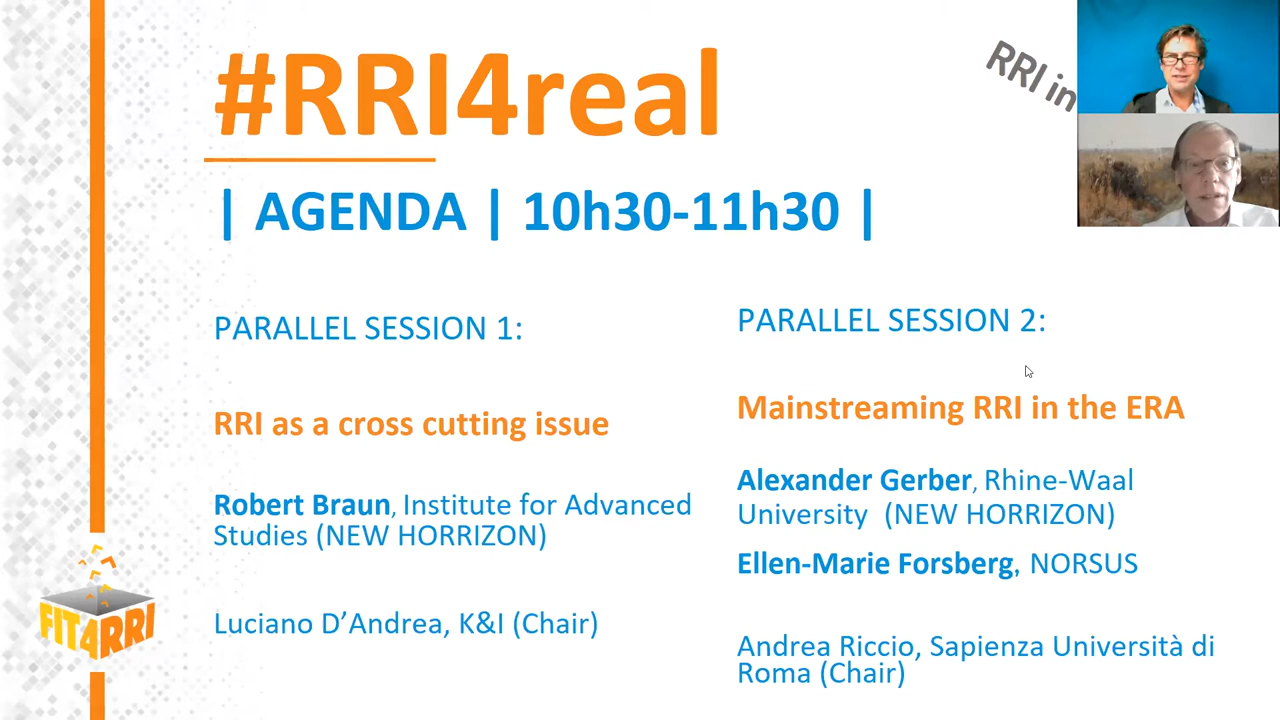 #RRI4real
RRI in
| AGENDA | 10h30-11h30 |
PARALLEL SESSION 1:
RRI as a cross cutting issue
Robert Braun, Institute for Advanced
Studies (NEW HORRIZON)
Luciano D’Andrea, K&I (Chair)
PARALLEL SESSION 2:
Mainstreaming RRI in the ERA
Alexander Gerber, Rhine-Waal
University (NEW HORRIZON)
Ellen-Marie Forsberg, NORSUS
Andrea Riccio, Sapienza Università di
Roma (Chair)
FIT4RRI